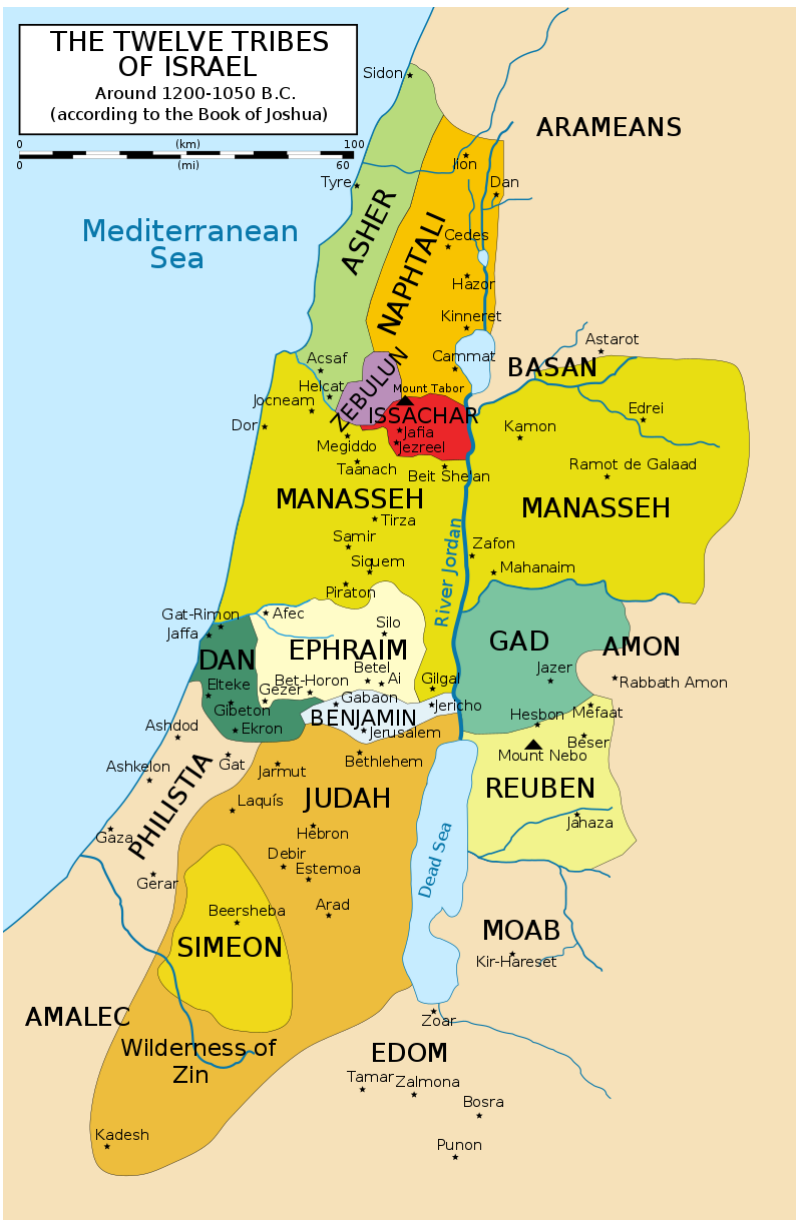 THE TWELVE TRIBES
OF ISRAEL
Around 1200-1050 B.C.
(according to the Book of Joshua)
0 (km) 100
0 (mi) 60
Sidon
ARAMEANS
Ijon
Tyre
Dan
ASHER
Mediterranean
Sea
NAPHTALI
Cedes
Hazor
Kinneret
Astarot
Acsaf
Cammat
BASAN
Helcat
ZEBULUN
Mount Tabor
Jocneam
ISSACHAR
Edrei
Dor
Jafia
Kamon
Megiddo
Jezreel
Taanach
Beit Shejan
Ramot de Galaad
MANASSEH
MANASSEH
Tirza
Samir
River Jordan
Zafon
Siquem
Mahanaim
Piraton
Gat-Rimon
Afec
Jaffa
Silo
GAD
AMON
DAN
EPHRAIM
Betel
Jazer
Elteke
Bet-Horon
Ai
Gilgal
Rabbath Amon
Gezer
Gabaon
Jericho
Gibeton
BENJAMIN
Hesbon
Mefaat
Ashdod
Ekron
Jerusalem
Beser
Gat
Bethlehem
Mount Nebo
Ashkelon
Jarmut
PHILISTIA
JUDAH
REUBEN
Laquís
Gaza
Hebron
Jahaza
Dead Sea
Debir
Estemoa
Gerar
Beersheba
Arad
SIMEON
MOAB
Kir-Hareset
AMALEC
Zoar
Wilderness of
Zin
EDOM
Tamar
Zalmona
Bosra
Kadesh
Punon